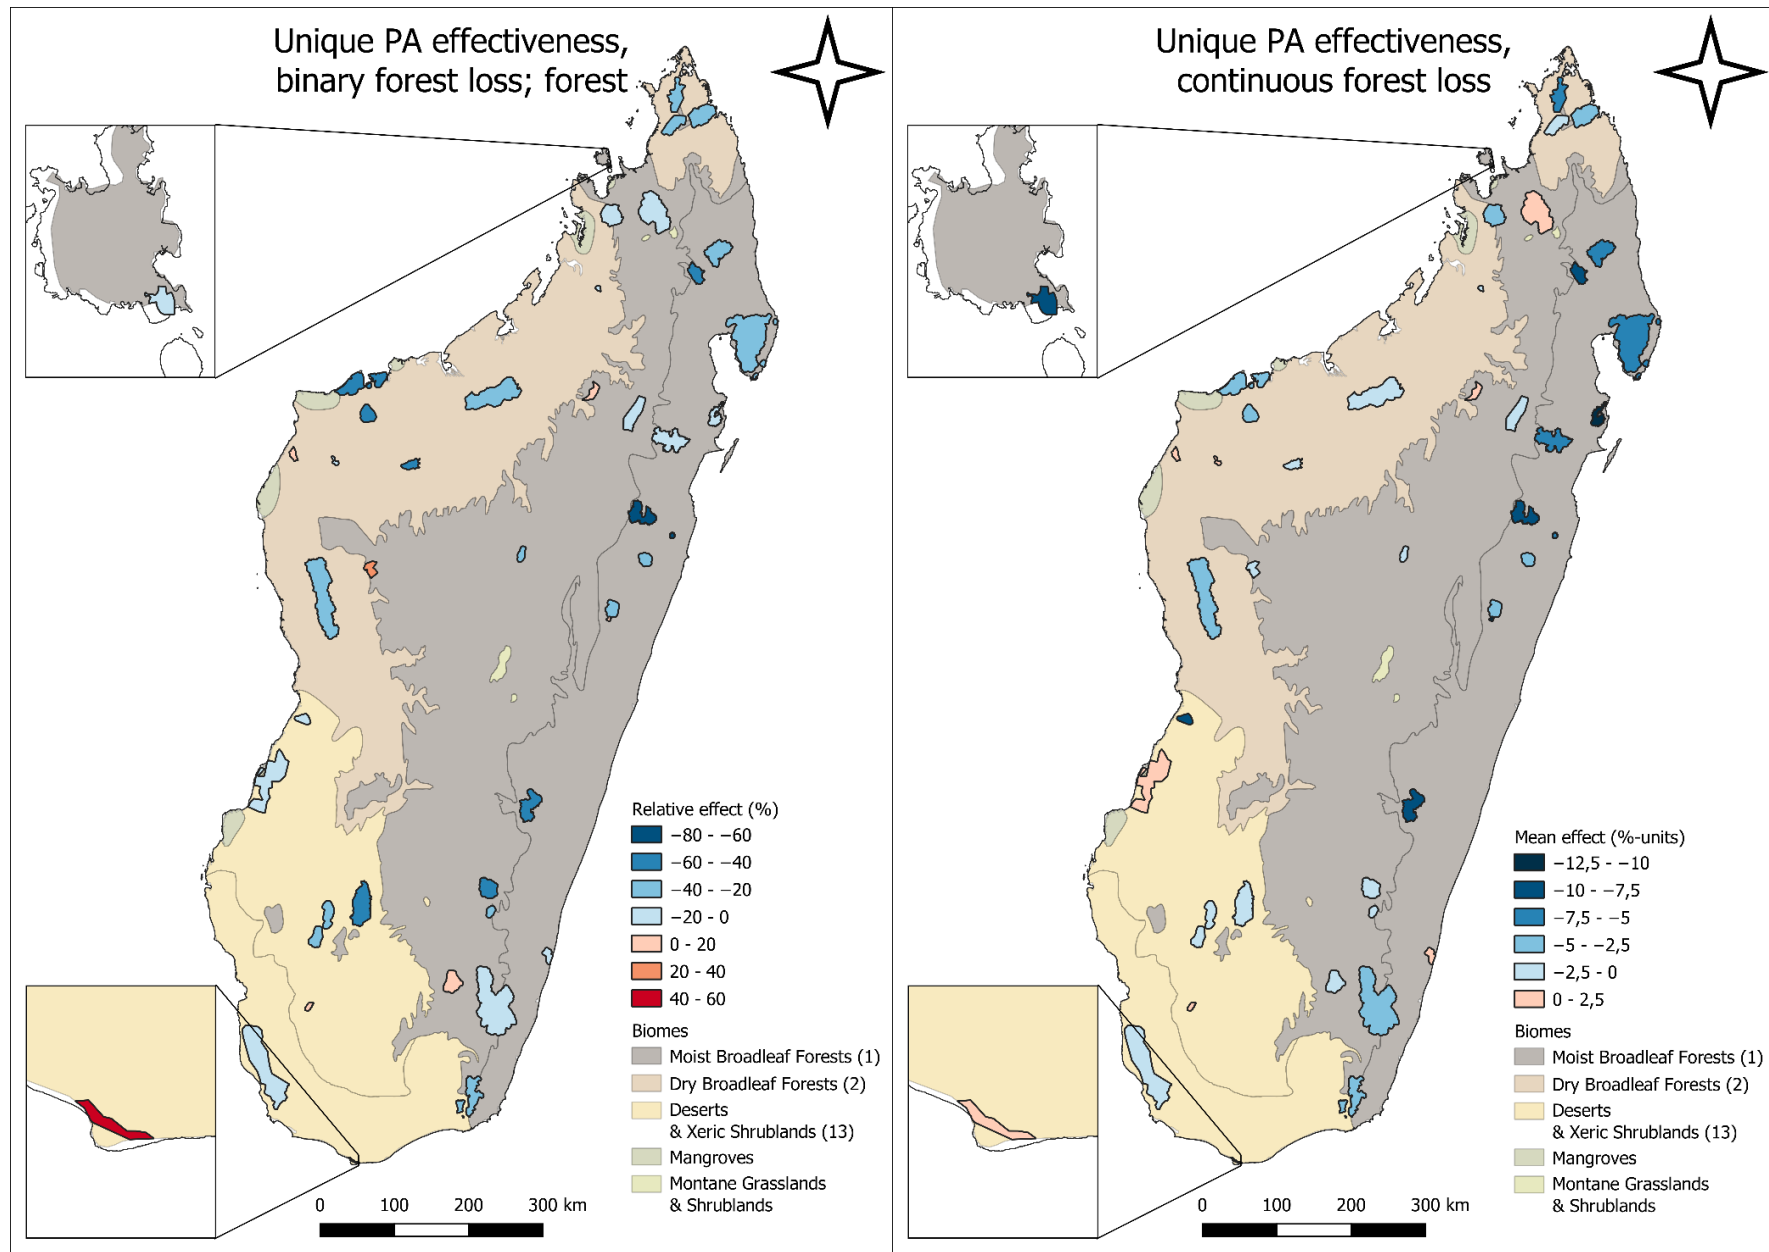 Unique PA effectiveness,
binary forest loss; forest
Relative effect (%)
−80 - −60
−60 - −40
−40 - −20
−20 - 0
0 - 20
20 - 40
40 - 60
Biomes
Moist Broadleaf Forests (1)
Dry Broadleaf Forests (2)
Deserts
& Xeric Shrublands (13)
Mangroves
Montane Grasslands
& Shrublands
0 100 200 300 km
Unique PA effectiveness,
continuous forest loss
Mean effect (%-units)
−12,5 - −10
−10 - −7,5
−7,5 - −5
−5 - −2,5
−2,5 - 0
0 - 2,5
Biomes
Moist Broadleaf Forests (1)
Dry Broadleaf Forests (2)
Deserts
& Xeric Shrublands (13)
Mangroves
Montane Grasslands
& Shrublands
0 100 200 300 km